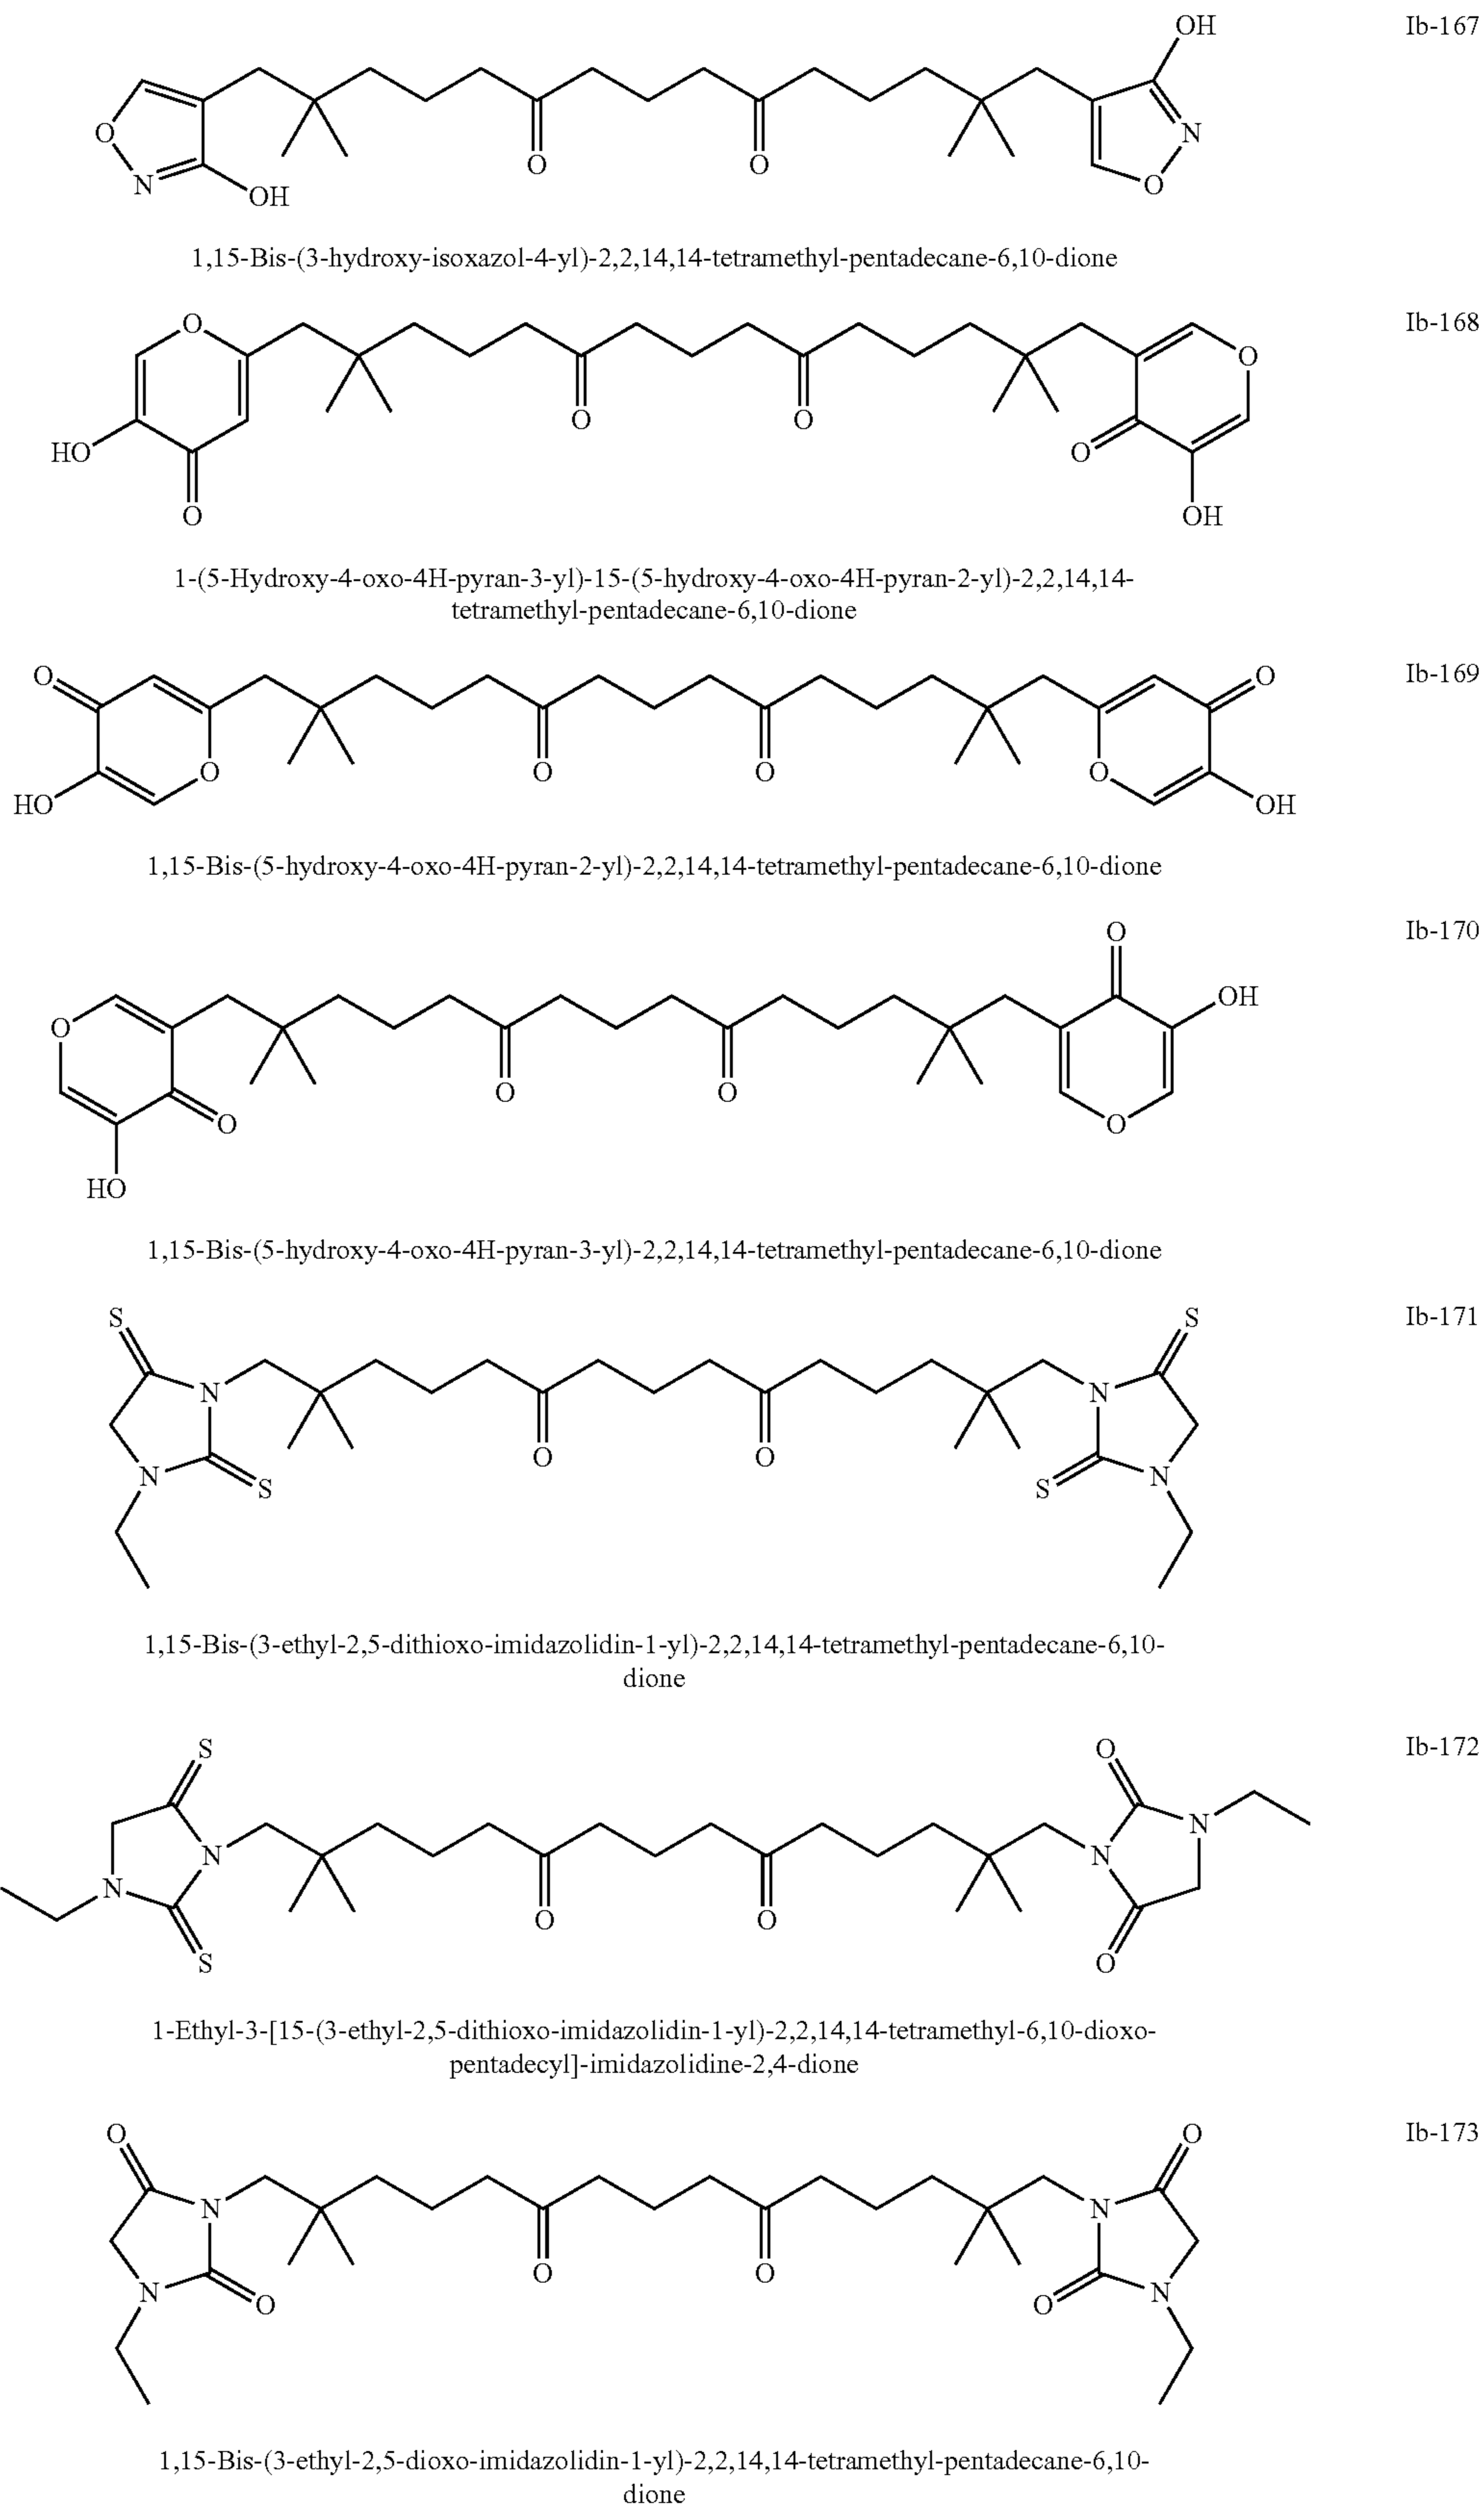 OH Ib-167
O N
N OH O O O
1,15-Bis-(3-hydroxy-isoxazol-4-yl)-2,2,14,14-tetramethyl-pentadecane-6,10-dione
O Ib-168
O
HO O O O
O OH
1-(5-Hydroxy-4-oxo-4H-pyran-3-yl)-15-(5-hydroxy-4-oxo-4H-pyran-2-yl)-2,2,14,14-
tetramethyl-pentadecane-6,10-dione
O O Ib-169
O O O O
HO OH
1,15-Bis-(5-hydroxy-4-oxo-4H-pyran-2-yl)-2,2,14,14-tetramethyl-pentadecane-6,10-dione
O Ib-170
OH
O
O O
O O
HO
1,15-Bis-(5-hydroxy-4-oxo-4H-pyran-3-yl)-2,2,14,14-tetramethyl-pentadecane-6,10-dione
S S Ib-171
N N
O O
N S S N
1,15-Bis-(3-ethyl-2,5-dithioxo-imidazolidin-1-yl)-2,2,14,14-tetramethyl-pentadecane-6,10-
dione
S O Ib-172
N
N N
N O O
S O
1-Ethyl-3-[15-(3-ethyl-2,5-dithioxo-imidazolidin-1-yl)-2,2,14,14-tetramethyl-6,10-dioxo-
pentadecyl]-imidazolidine-2,4-dione
O O Ib-173
N N
O O
N O O N
1,15-Bis-(3-ethyl-2,5-dioxo-imidazolidin-1-yl)-2,2,14,14-tetramethyl-pentadecane-6,10-
dione